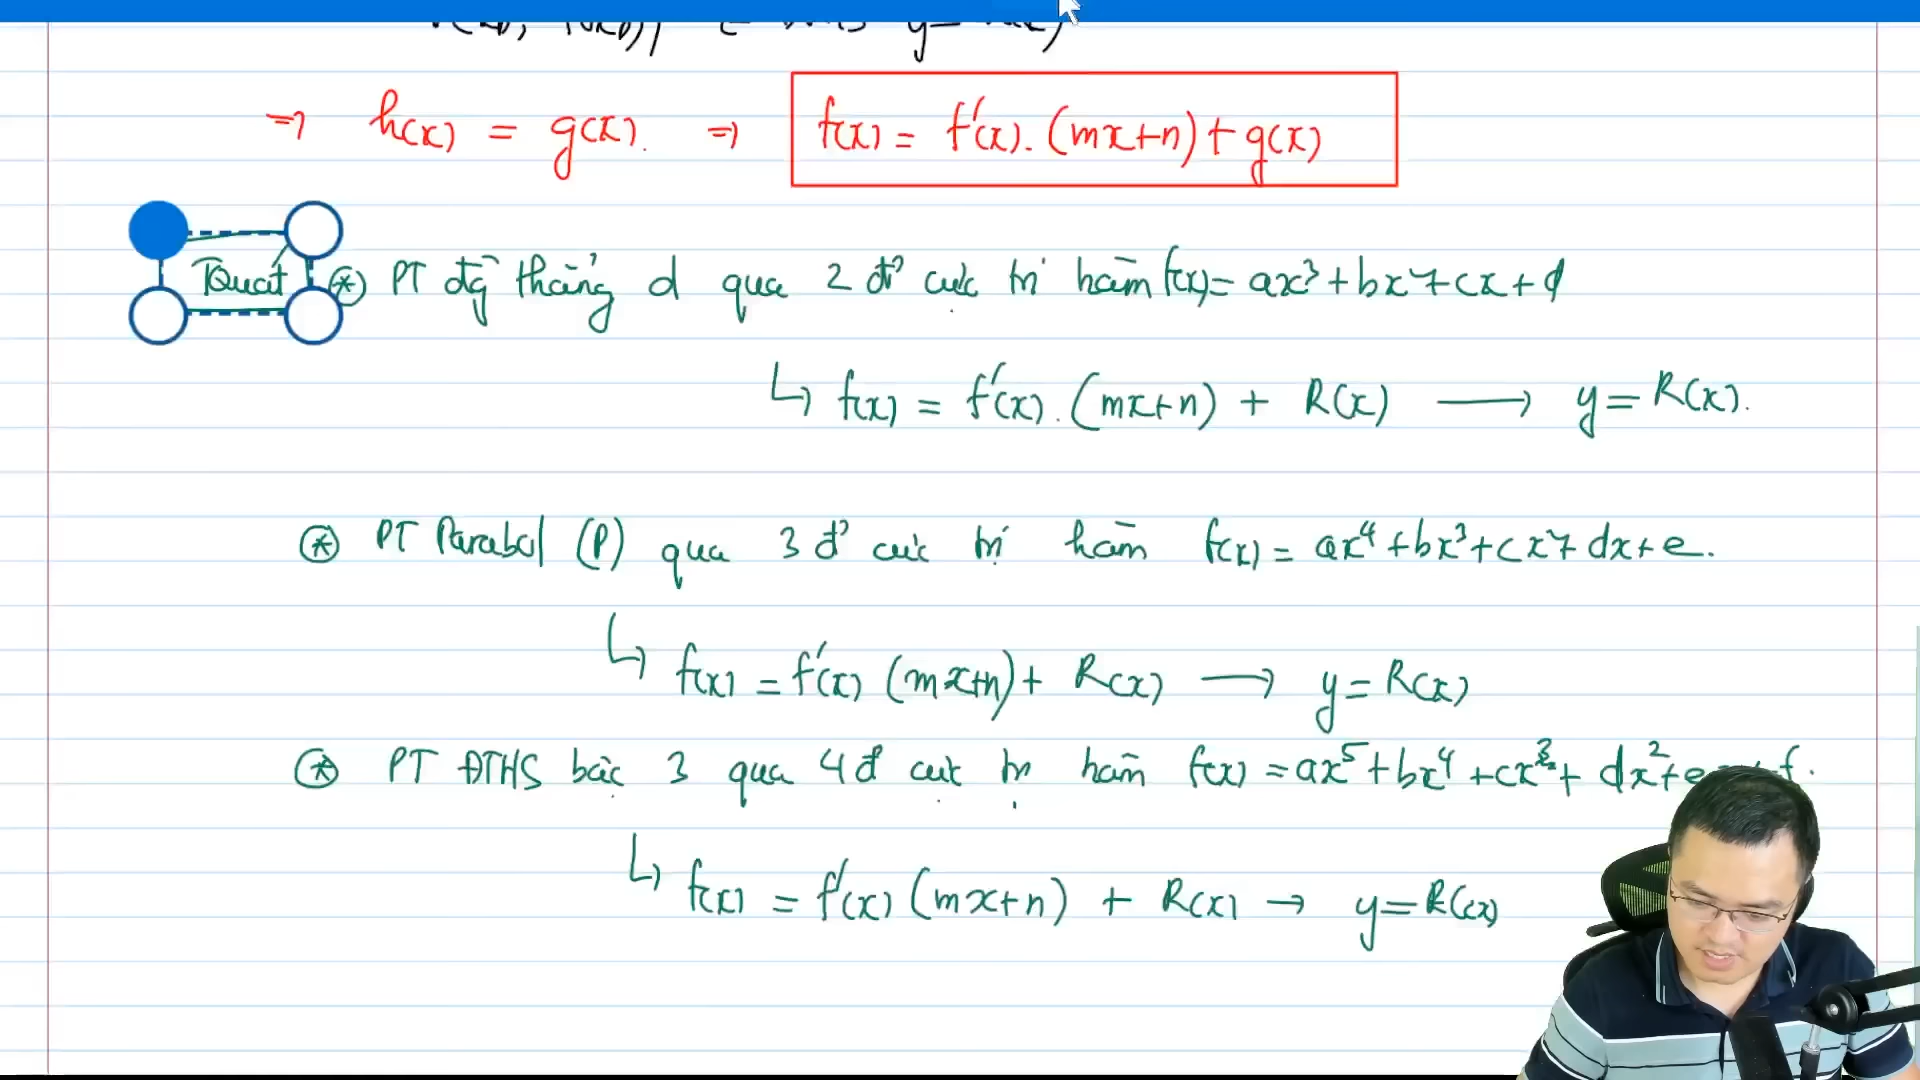 ⇒ h(x) = g(x). ⇒ f(x) = f'(x).(mx+n)+g(x)
TQuát
⊛ PT đg thẳng d qua 2 đ' cực trị hàm f(x) = ax³+bx²+cx+d
↳ f(x) = f'(x).(mx+n) + R(x) ⟶ y = R(x).
⊛ PT Parabol (P) qua 3 đ' cực trị hàm f(x) = ax⁴+bx³+cx²+dx+e.
↳ f(x) = f'(x) (mx+n) + R(x) ⟶ y = R(x)
⊛ PT ĐTHS bậc 3 qua 4 đ cực trị hàm f(x) = ax⁵+bx⁴+cx³+dx²+e f.
↳ f(x) = f'(x) (mx+n) + R(x) → y = R(x)